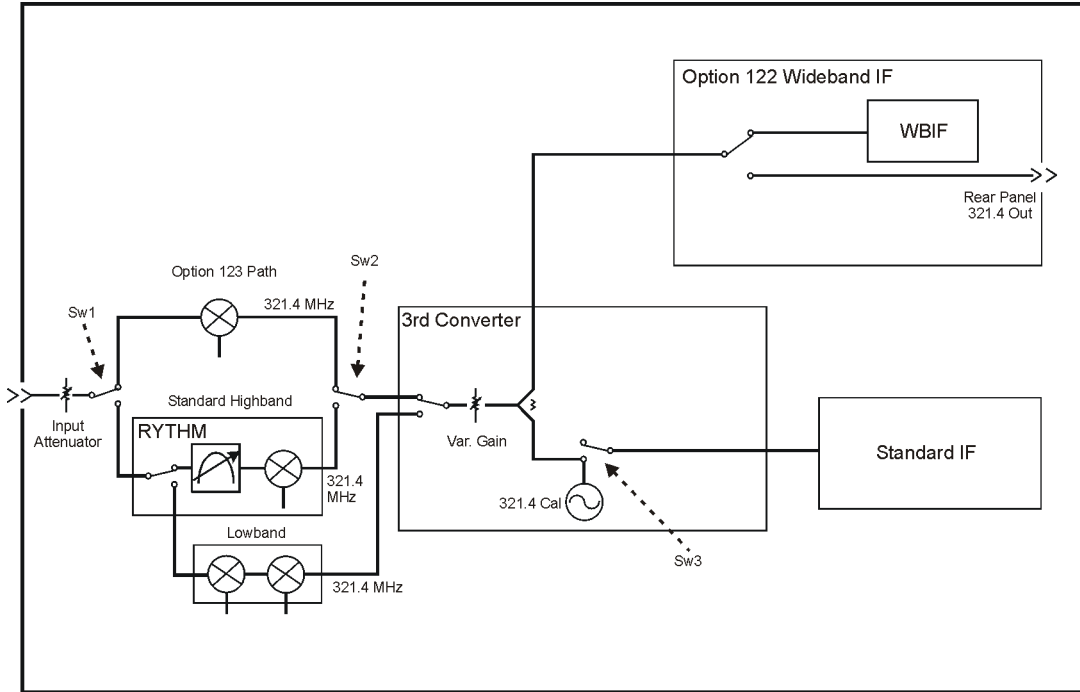 Option 122 Wideband IF
WBIF
Rear Panel
321.4 Out
Option 123 Path
Sw2
321.4 MHz
Sw1
3rd Converter
Input
Attenuator
Standard Highband
RYTHM
321.4
MHz
Var. Gain
Standard IF
321.4 Cal
Sw3
Lowband
321.4 MHz